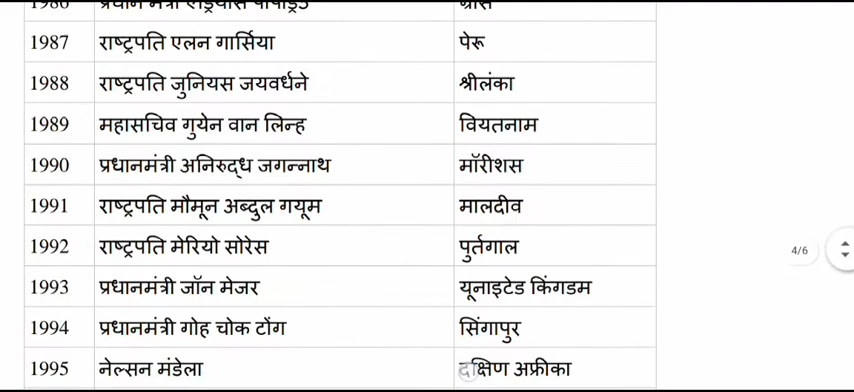 1986 प्रधान मंत्री एंड्रियास पापांड्रेउ ग्रीस
1987 राष्ट्रपति एलन गार्सिया पेरू
1988 राष्ट्रपति जुनियस जयवर्धने श्रीलंका
1989 महासचिव गुयेन वान लिन्ह वियतनाम
1990 प्रधानमंत्री अनिरुद्ध जगन्नाथ मॉरीशस
1991 राष्ट्रपति मौमून अब्दुल गयूम मालदीव
1992 राष्ट्रपति मेरियो सोरेस पुर्तगाल
4/6
1993 प्रधानमंत्री जॉन मेजर यूनाइटेड किंगडम
1994 प्रधानमंत्री गोह चोक टोंग सिंगापुर
1995 नेल्सन मंडेला दक्षिण अफ्रीका